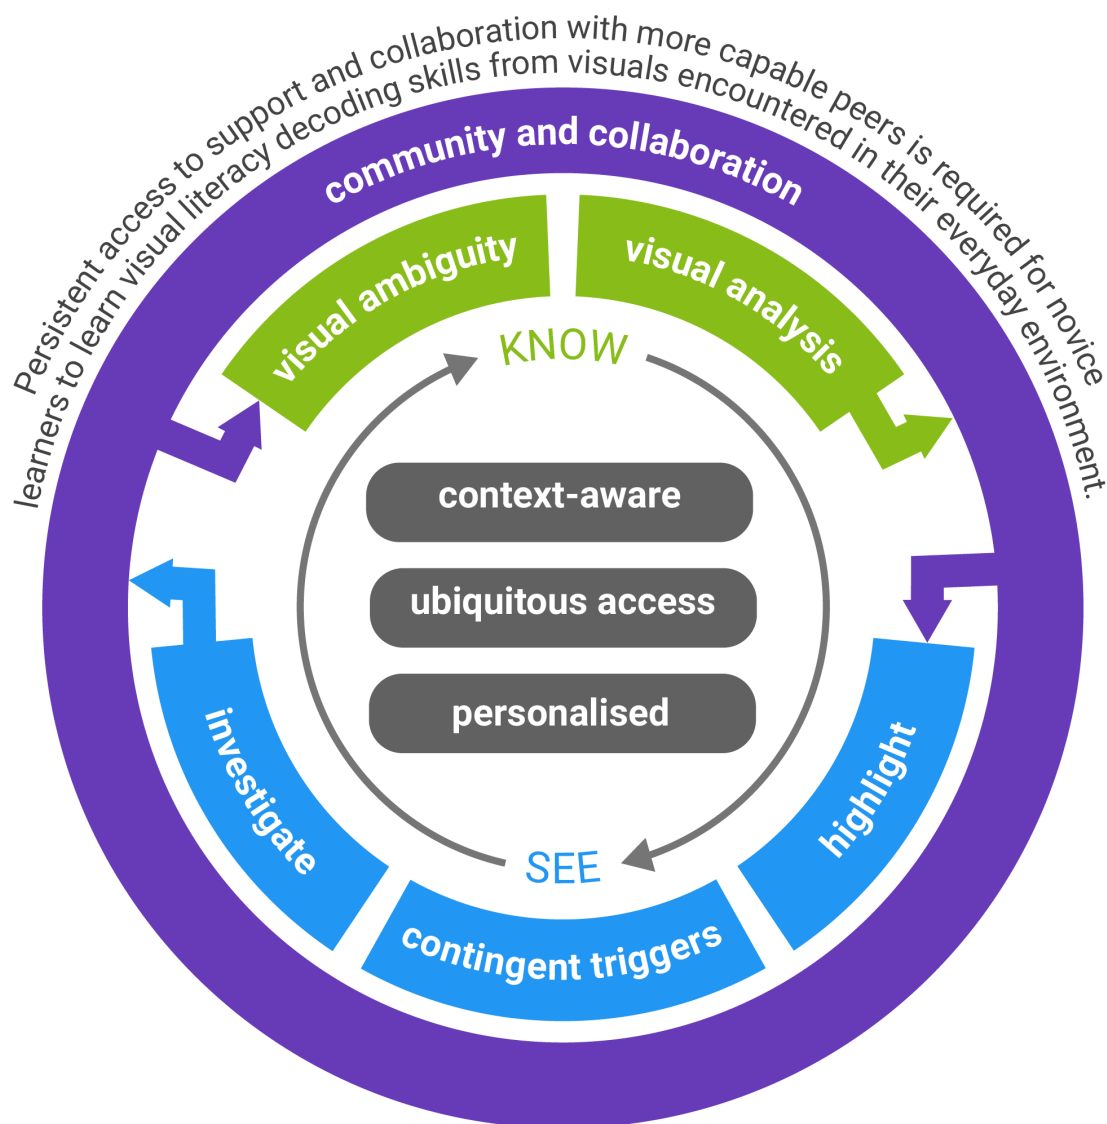 Persistent access to support and collaboration with more capable peers is required for novice
learners to learn visual literacy decoding skills from visuals encountered in their everyday environment.
community and collaboration
visual ambiguity
visual analysis
KNOW
context-aware
ubiquitous access
personalised
investigate
highlight
SEE
contingent triggers